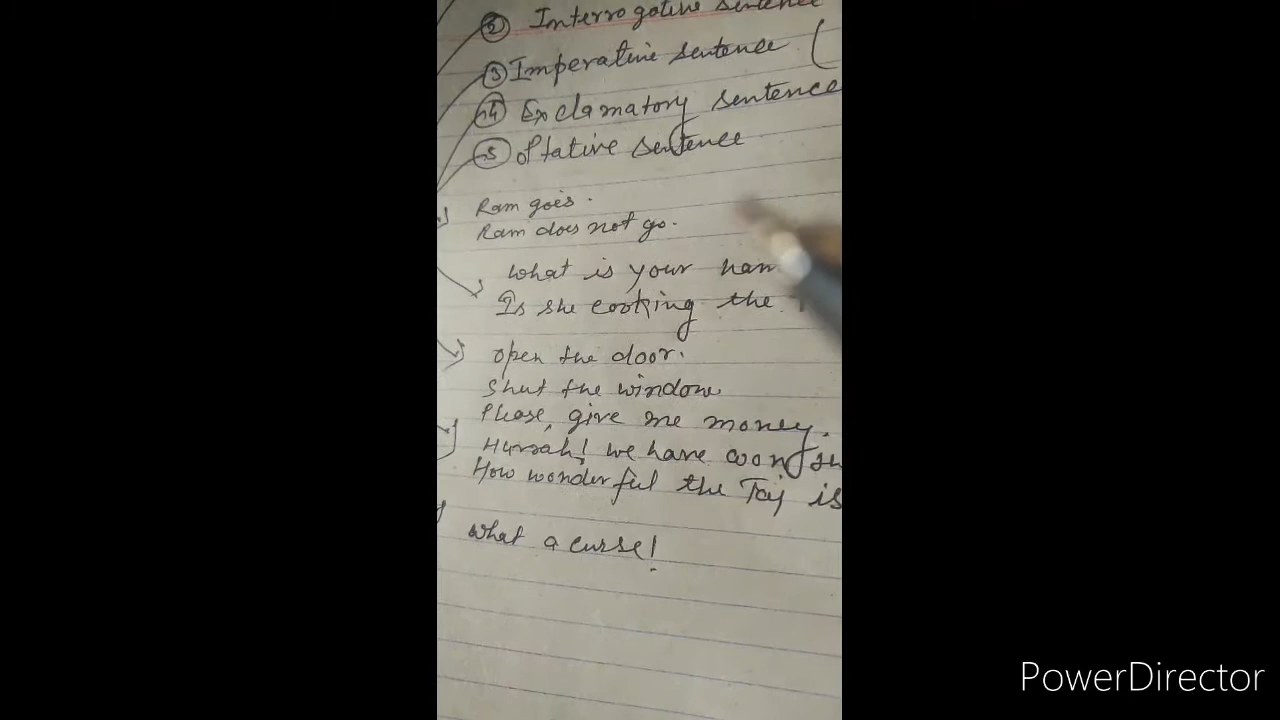 ② Interrogative sentence
③ Imperative sentence (
④ Exclamatory sentence
⑤ Optative sentence
Ram goes.
Ram does not go.
What is your
Is she cooking the
Open the door.
Shut the window
Please, give me money.
Hurrah! we have won
How wonderful the Taj is
What a curse!
PowerDirector